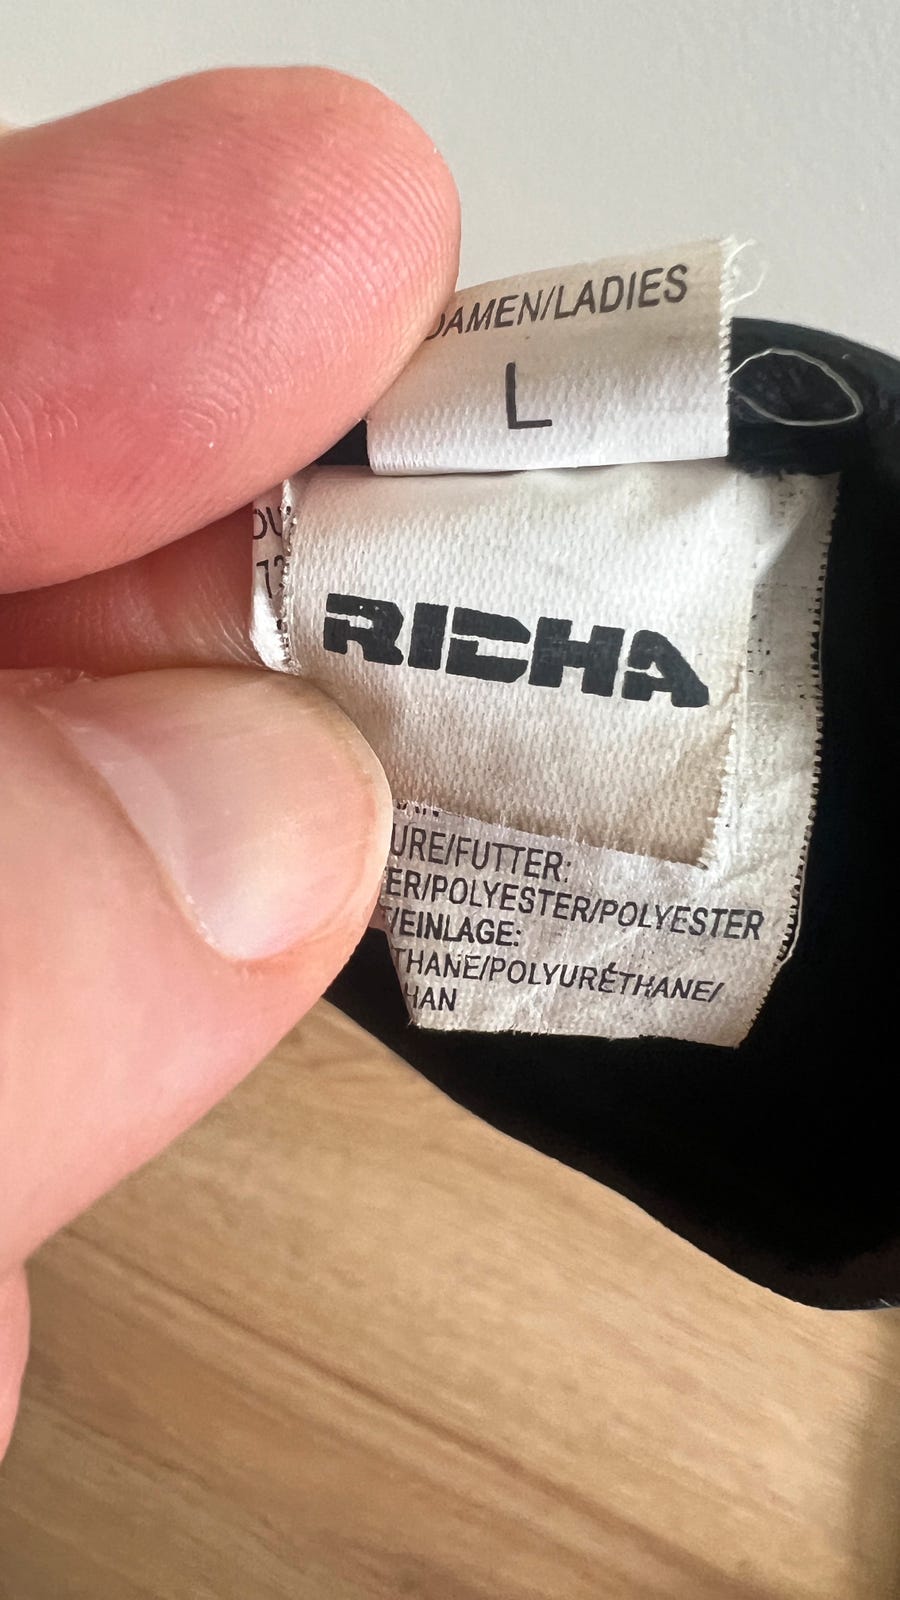 DAMEN/LADIES
L
RICHA
URE/FUTTER:
ER/POLYESTER/POLYESTER
/EINLAGE:
THANE/POLYURÉTHANE/
HAN